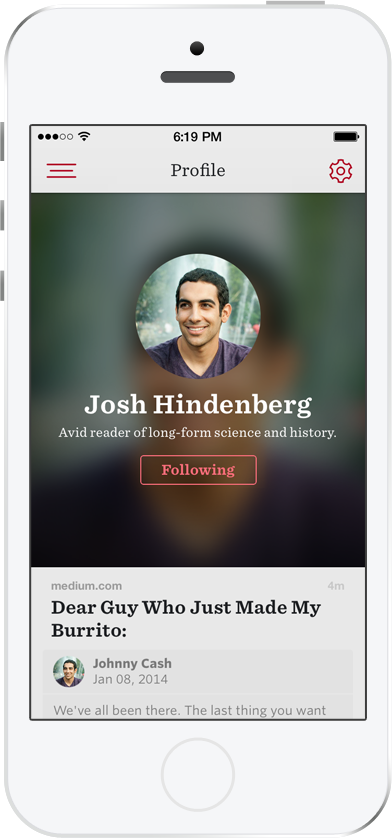 6:19 PM
Profile
Josh Hindenberg
Avid reader of long-form science and history.
Following
medium.com 4m
Dear Guy Who Just Made My
Burrito:
Johnny Cash
Jan 08, 2014
We've all been there. The last thing you want